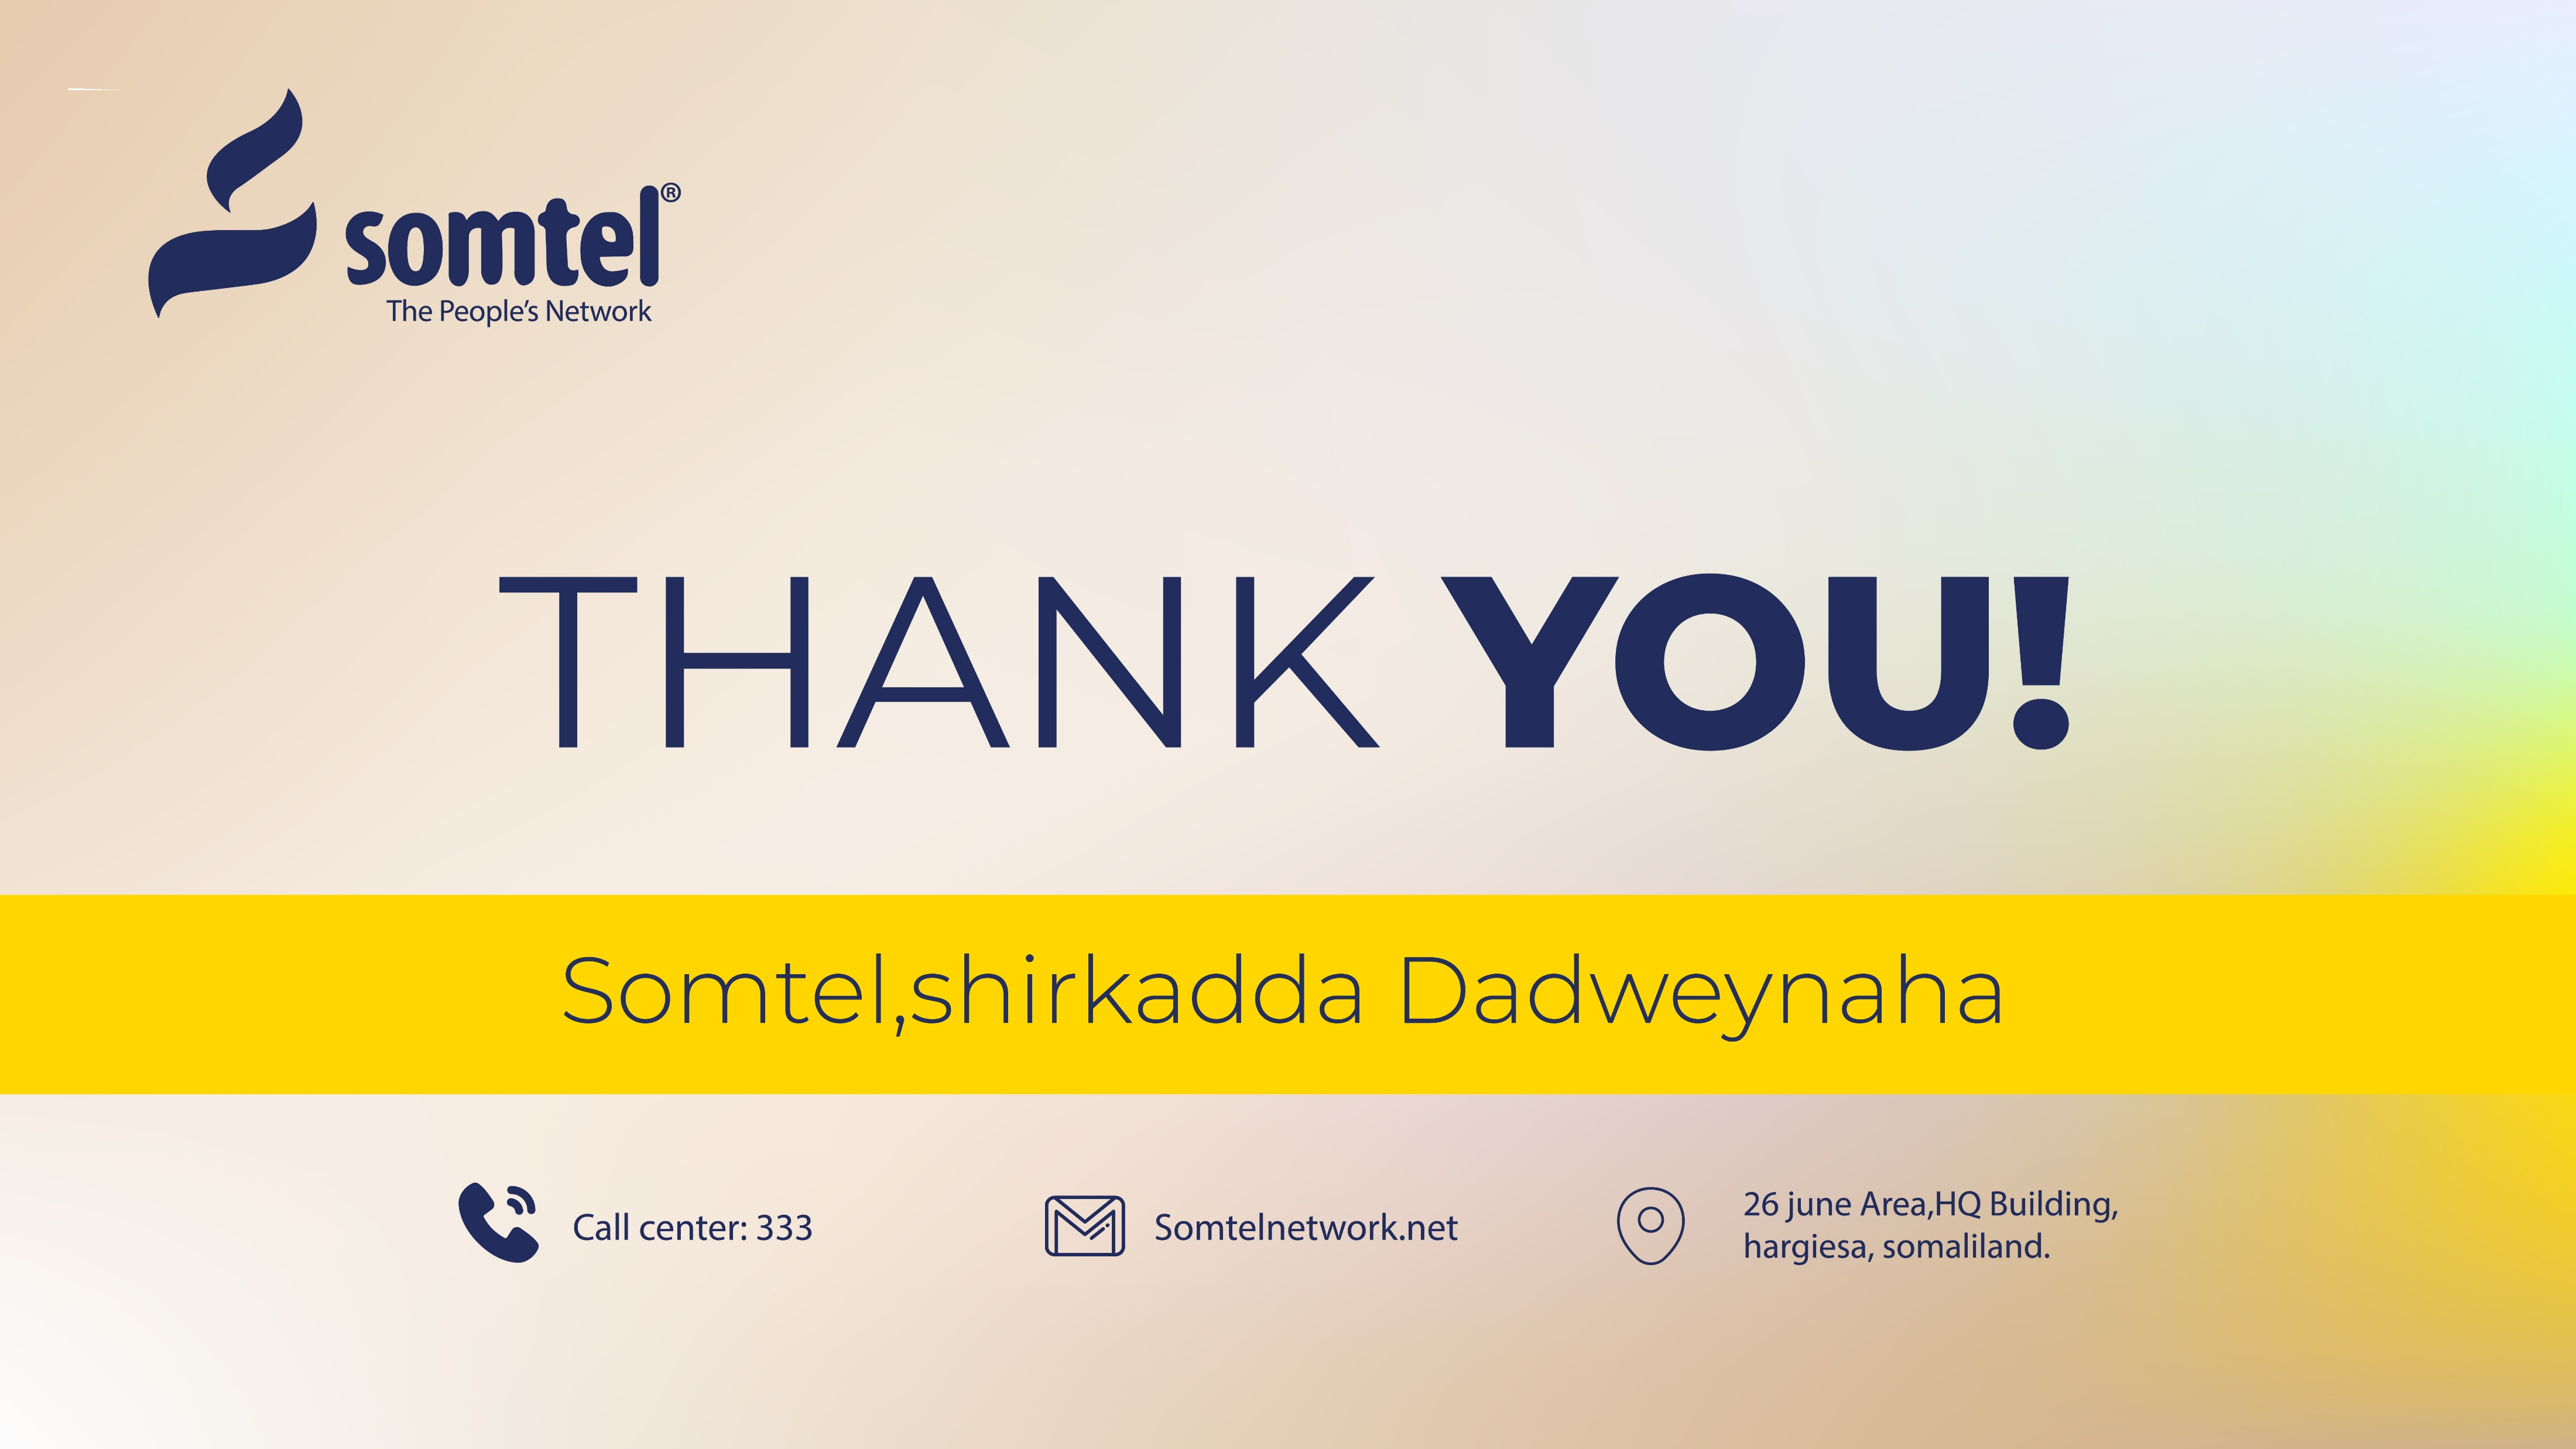 somtel®
The People's Network
THANK YOU!
Somtel,shirkadda Dadweynaha
Call center: 333
Somtelnetwork.net
26 june Area,HQ Building,
hargiesa, somaliland.